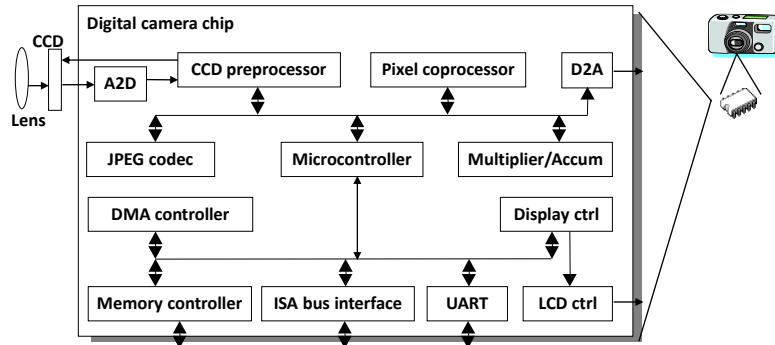 Digital camera chip
CCD
A2D
CCD preprocessor
Pixel coprocessor
D2A
Lens
JPEG codec
Microcontroller
Multiplier/Accum
DMA controller
Display ctrl
Memory controller
ISA bus interface
UART
LCD ctrl